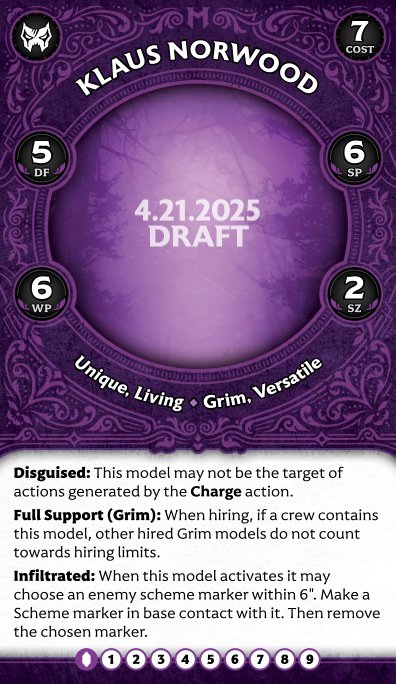 KLAUS NORWOOD
7
COST
5
DF
6
SP
4.21.2025
DRAFT
6
WP
2
SZ
Unique, Living ⬥ Grim, Versatile
Disguised: This model may not be the target of
actions generated by the Charge action.
Full Support (Grim): When hiring, if a crew contains
this model, other hired Grim models do not count
towards hiring limits.
Infiltrated: When this model activates it may
choose an enemy scheme marker within 6". Make a
Scheme marker in base contact with it. Then remove
the chosen marker.
1 2 3 4 5 6 7 8 9